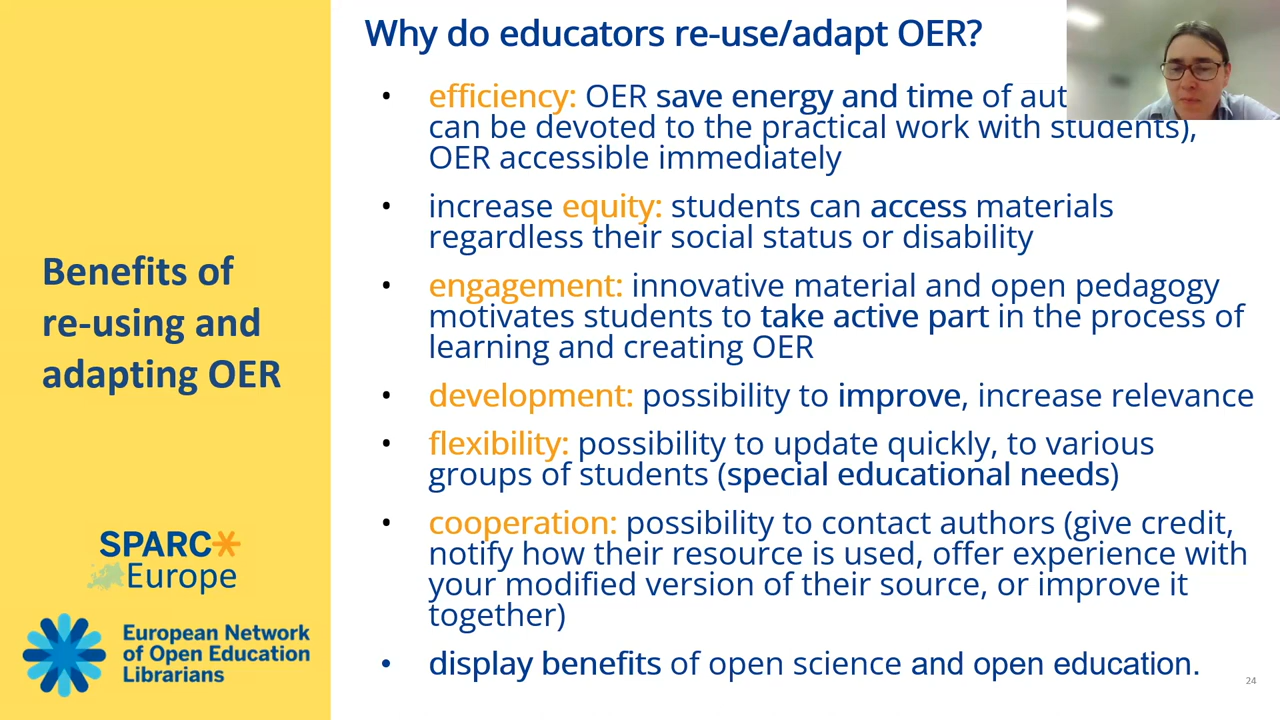 Why do educators re-use/adapt OER?
• efficiency: OER save energy and time of
can be devoted to the practical work with students),
OER accessible immediately
• increase equity: students can access materials
regardless their social status or disability
• engagement: innovative material and open pedagogy
motivates students to take active part in the process of
learning and creating OER
• development: possibility to improve, increase relevance
• flexibility: possibility to update quickly, to various
groups of students (special educational needs)
• cooperation: possibility to contact authors (give credit,
notify how their resource is used, offer experience with
your modified version of their source, or improve it
together)
• display benefits of open science and open education.
Benefits of
re-using and
adapting OER
SPARC
Europe
European Network
of Open Education
Librarians
24